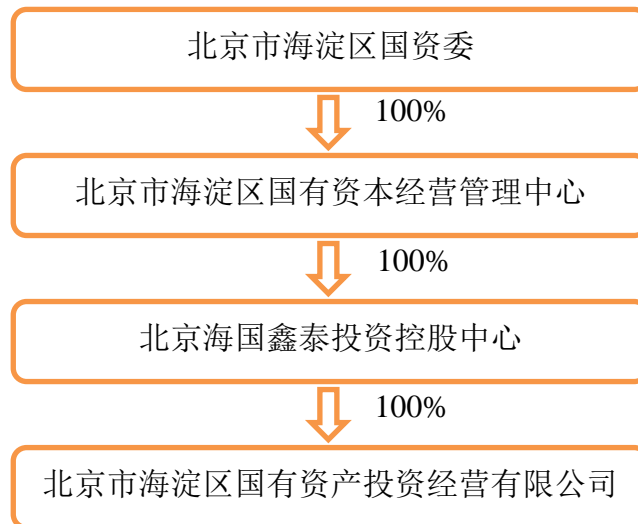 北京市海淀区国资委
100%
北京市海淀区国有资本经营管理中心
100%
北京海国鑫泰投资控股中心
100%
北京市海淀区国有资产投资经营有限公司